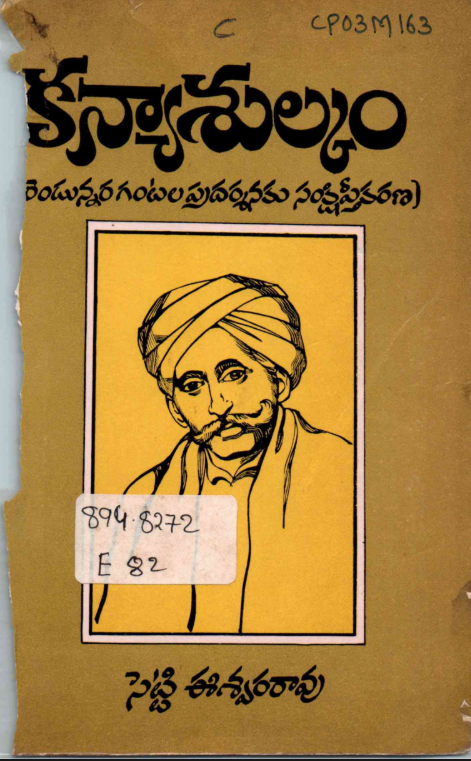 C CP03M163
కన్యాశుల్కం
(రెండున్నర గంటల ప్రదర్శనకు సంక్షిప్తీకరణ)
894.8272
E 82
సెట్టి ఈశ్వరరావు